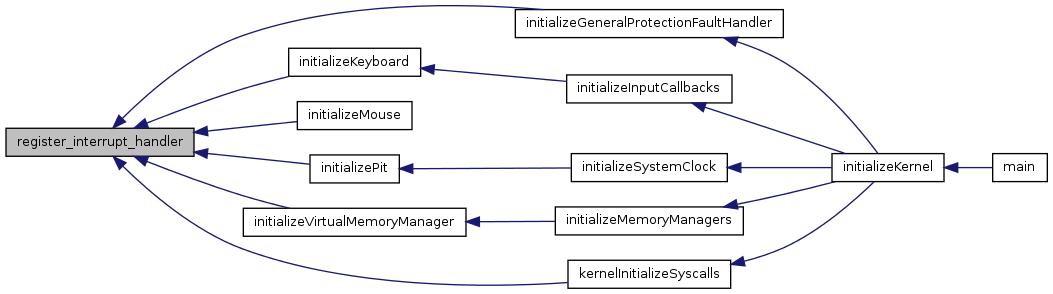 register_interrupt_handler
initializeGeneralProtectionFaultHandler
initializeKeyboard
initializeInputCallbacks
initializeMouse
initializePit
initializeSystemClock
initializeVirtualMemoryManager
initializeMemoryManagers
kernelInitializeSyscalls
initializeKernel
main